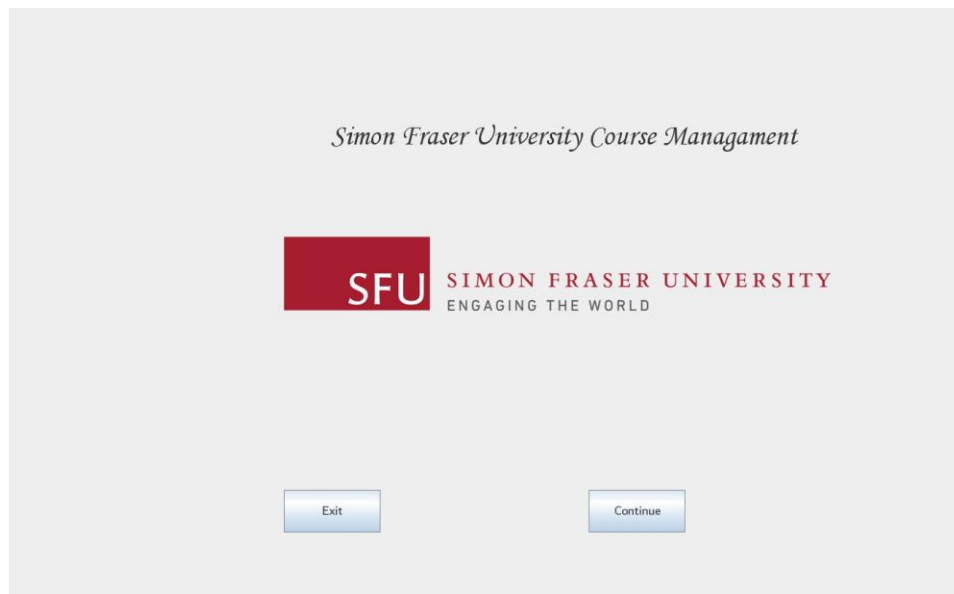 Simon Fraser University Course Managament
SFU
SIMON FRASER UNIVERSITY
ENGAGING THE WORLD
Exit
Continue